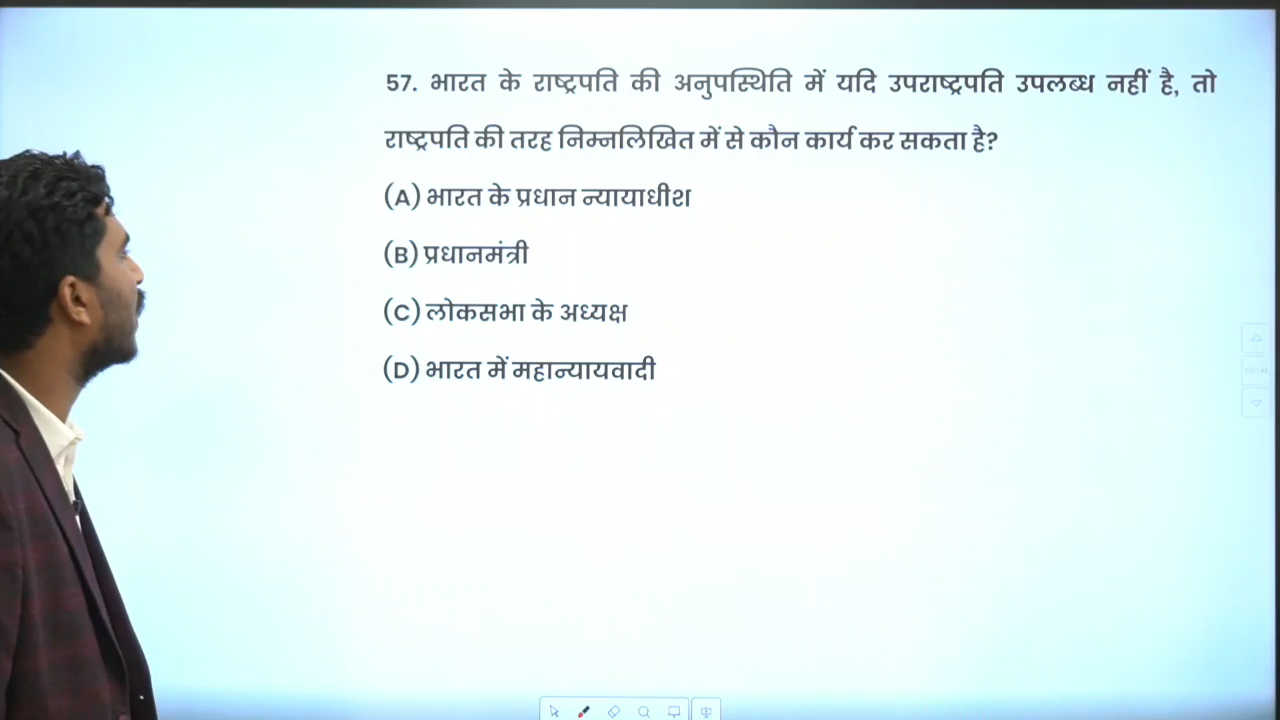 57. भारत के राष्ट्रपति की अनुपस्थिति में यदि उपराष्ट्रपति उपलब्ध नहीं है, तो
राष्ट्रपति की तरह निम्नलिखित में से कौन कार्य कर सकता है?
(A) भारत के प्रधान न्यायाधीश
(B) प्रधानमंत्री
(C) लोकसभा के अध्यक्ष
(D) भारत में महान्यायवादी